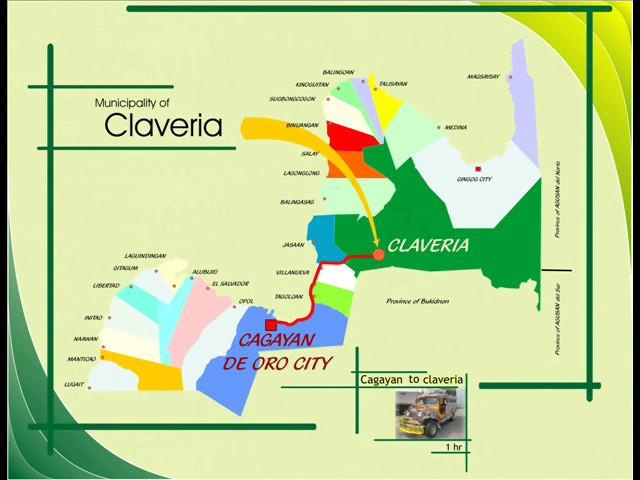 Municipality of
Claveria
BALINGOAN
KINOGUITAN
TALISAYAN
MAGSAYSAY
SUGBONGCOGON
BINUANGAN
MEDINA
SALAY
LAGONGLONG
GINGOG CITY
Province of AGUSAN del Norte
BALINGASAG
JASAAN
CLAVERIA
LAGUINDINGAN
GITAGUM
ALUBIJID
VILLANUEVA
LIBERTAD
EL SALVADOR
TAGOLOAN
OPOL
Province of Bukidnon
Province of AGUSAN del Sur
INITAO
NAAWAN
CAGAYAN
DE ORO CITY
MANTICAO
LUGAIT
Cagayan to claveria
1 hr